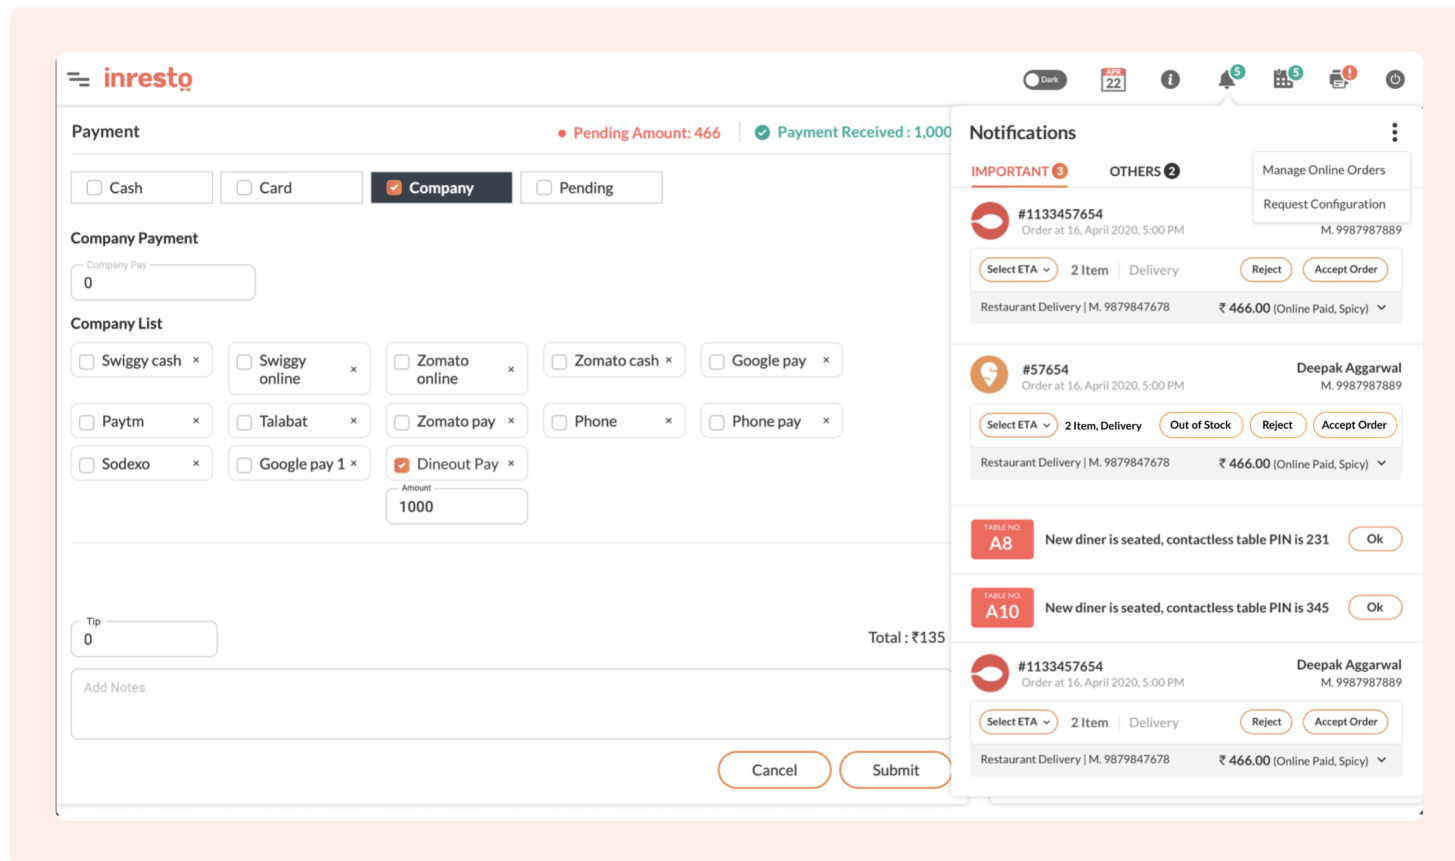 inresto
Dark
APR
22
5
5
!
Payment
Pending Amount: 466
Payment Received : 1,000
Cash
Card
Company
Pending
Company Payment
Company Pay
0
Company List
Swiggy cash ×
Swiggy
online ×
Zomato
online ×
Zomato cash ×
Google pay ×
Paytm ×
Talabat ×
Zomato pay ×
Phone ×
Phone pay ×
Sodexo ×
Google pay 1 ×
Dineout Pay ×
Amount
1000
Tip
0
Total : ₹135
Add Notes
Cancel
Submit
Notifications
IMPORTANT 3
OTHERS 2
Manage Online Orders
Request Configuration
#1133457654
Order at 16, April 2020, 5:00 PM
M. 9987987889
Select ETA
2 Item | Delivery
Reject
Accept Order
Restaurant Delivery | M. 9879847678
₹ 466.00 (Online Paid, Spicy)
#57654
Deepak Aggarwal
Order at 16, April 2020, 5:00 PM
M. 9987987889
Select ETA
2 Item, Delivery
Out of Stock
Reject
Accept Order
Restaurant Delivery | M. 9879847678
₹ 466.00 (Online Paid, Spicy)
TABLE NO.
A8
New diner is seated, contactless table PIN is 231
Ok
TABLE NO.
A10
New diner is seated, contactless table PIN is 345
Ok
#1133457654
Deepak Aggarwal
Order at 16, April 2020, 5:00 PM
M. 9987987889
Select ETA
2 Item | Delivery
Reject
Accept Order
Restaurant Delivery | M. 9879847678
₹ 466.00 (Online Paid, Spicy)